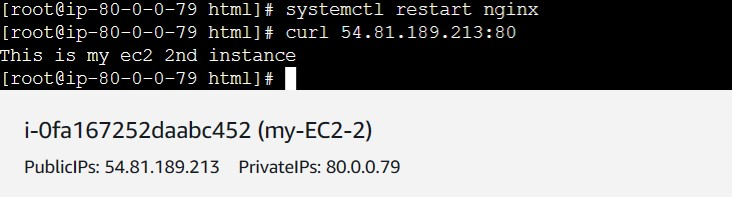 [root@ip-80-0-0-79 html]# systemctl restart nginx
[root@ip-80-0-0-79 html]# curl 54.81.189.213:80
This is my ec2 2nd instance
[root@ip-80-0-0-79 html]#
i-0fa167252daabc452 (my-EC2-2)
PublicIPs: 54.81.189.213 PrivateIPs: 80.0.0.79